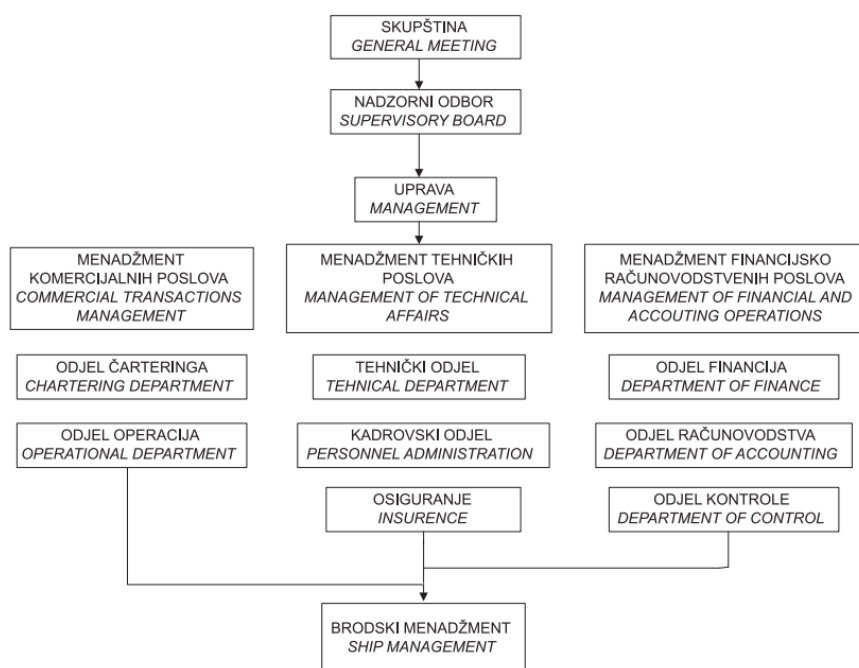 SKUPŠTINA
GENERAL MEETING
NADZORNI ODBOR
SUPERVISORY BOARD
UPRAVA
MANAGEMENT
MENADŽMENT
KOMERCIJALNIH POSLOVA
COMMERCIAL TRANSACTIONS
MANAGEMENT
MENADŽMENT TEHNIČKIH
POSLOVA
MANAGEMENT OF TECHNICAL
AFFAIRS
MENADŽMENT FINANCIJSKO
RAČUNOVODSTVENIH POSLOVA
MANAGEMENT OF FINANCIAL AND
ACCOUTING OPERATIONS
ODJEL ČARTERINGA
CHARTERING DEPARTMENT
TEHNIČKI ODJEL
TEHNICAL DEPARTMENT
ODJEL FINANCIJA
DEPARTMENT OF FINANCE
ODJEL OPERACIJA
OPERATIONAL DEPARTMENT
KADROVSKI ODJEL
PERSONNEL ADMINISTRATION
ODJEL RAČUNOVODSTVA
DEPARTMENT OF ACCOUNTING
OSIGURANJE
INSURENCE
ODJEL KONTROLE
DEPARTMENT OF CONTROL
BRODSKI MENADŽMENT
SHIP MANAGEMENT